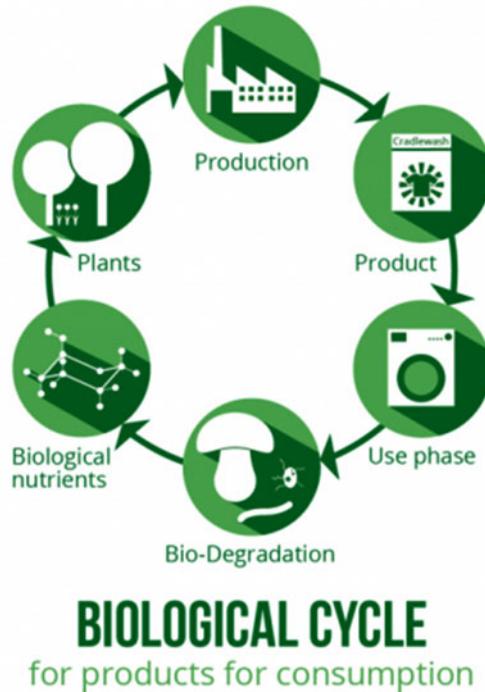 Production
Cradlewash
Product
Plants
Use phase
Biological
nutrients
Bio-Degradation
BIOLOGICAL CYCLE
for products for consumption